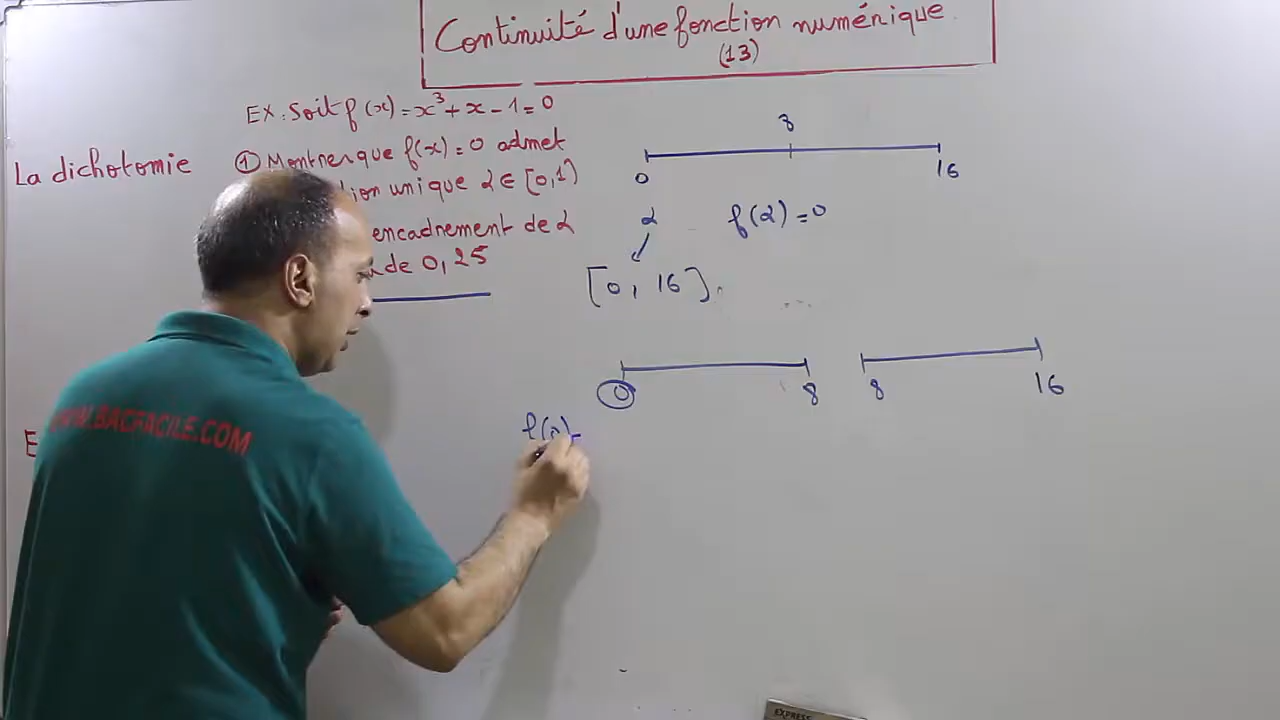 Continuité d'une fonction numérique
(13)
EX: Soit f(x)=x³+x-1=0
La dichotomie
① Montrer que f(x)=0 admet
unique α ∈ [0,1)
encadrement de α
de 0,25
8
0
16
α
f(α)=0
[0, 16]
0
8
8
16
f(0)
E
WWW.BACFACILE.COM
EXPRESS